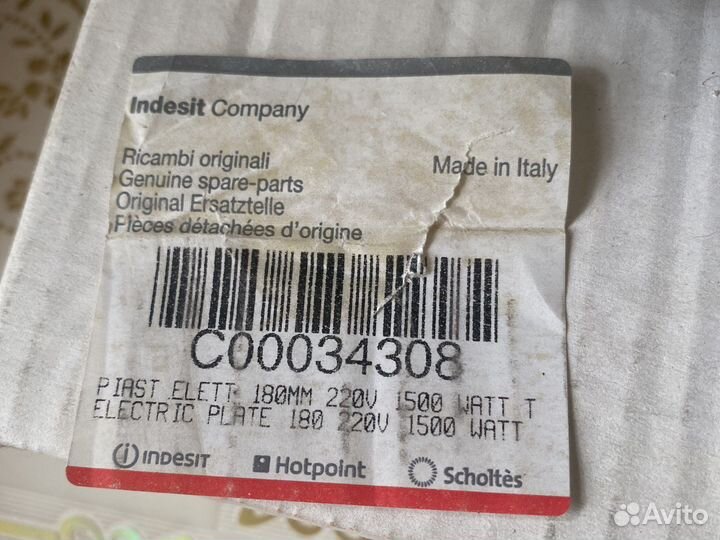 Indesit Company
Ricambi originali
Made in Italy
Genuine spare-parts
Original Ersatztelle
Pièces détachées d'origine
C00034308
PIAST ELETT 180MM 220V 1500 WATT T
ELECTRIC PLATE 180 220V 1500 WATT
INDESIT
Hotpoint
Scholtès
Avito